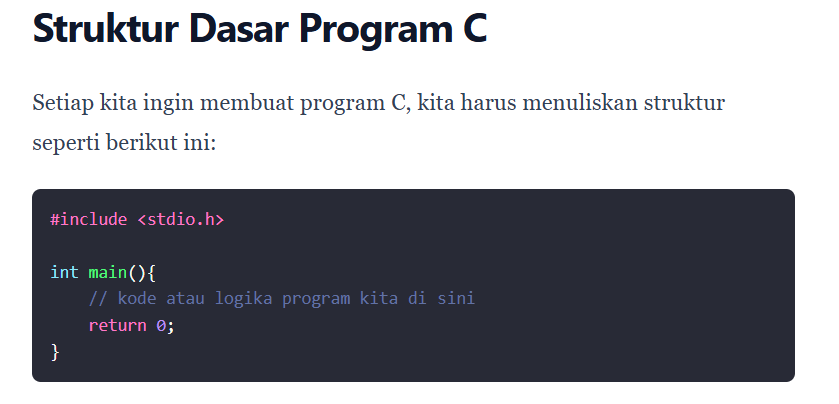 Struktur Dasar Program C
Setiap kita ingin membuat program C, kita harus menuliskan struktur
seperti berikut ini:
#include <stdio.h>
int main(){
    // kode atau logika program kita di sini
    return 0;
}